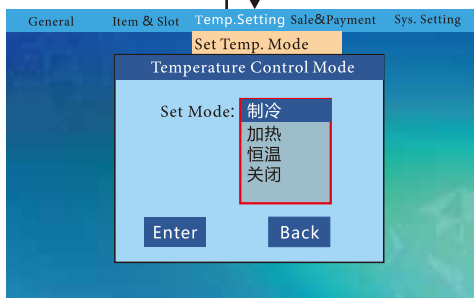 General Item & Slot Temp.Setting Sale&Payment Sys. Setting
Set Temp. Mode
Temperature Control Mode
Set Mode: 制冷
加热
恒温
关闭
Enter Back